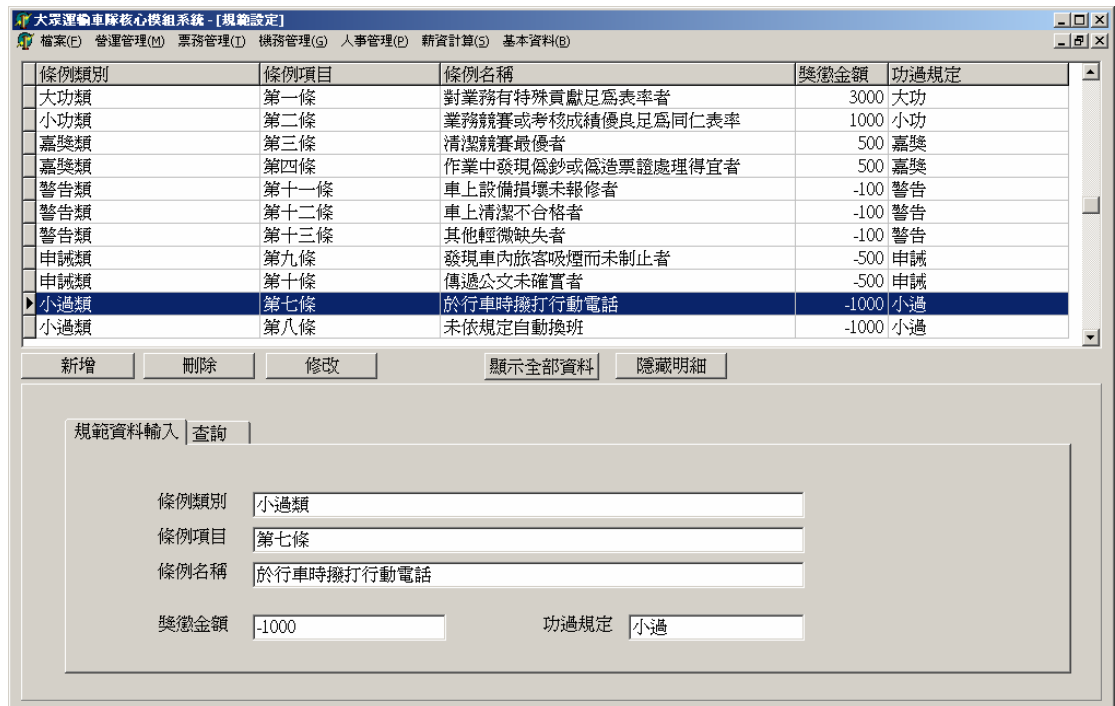 大眾運輸車隊核心模組系統 - [規範設定]
檔案(F) 營運管理(M) 票務管理(T) 機務管理(G) 人事管理(P) 薪資計算(S) 基本資料(B)
條例類別 條例項目 條例名稱 獎懲金額 功過規定
大功類 第一條 對業務有特殊貢獻足為表率者 3000 大功
小功類 第二條 業務競賽或考核成績優良足為同仁表率 1000 小功
嘉獎類 第三條 清潔競賽最優者 500 嘉獎
嘉獎類 第四條 作業中發現偽鈔或偽造票證處理得宜者 500 嘉獎
警告類 第十一條 車上設備損壞未報修者 -100 警告
警告類 第十二條 車上清潔不合格者 -100 警告
警告類 第十三條 其他輕微缺失者 -100 警告
申誡類 第九條 發現車內旅客吸煙而未制止者 -500 申誡
申誡類 第十條 傳遞公文未確實者 -500 申誡
小過類 第七條 於行車時撥打行動電話 -1000 小過
小過類 第八條 未依規定自動換班 -1000 小過
新增 刪除 修改 顯示全部資料 隱藏明細
規範資料輸入 查詢
條例類別 小過類
條例項目 第七條
條例名稱 於行車時撥打行動電話
獎懲金額 -1000 功過規定 小過